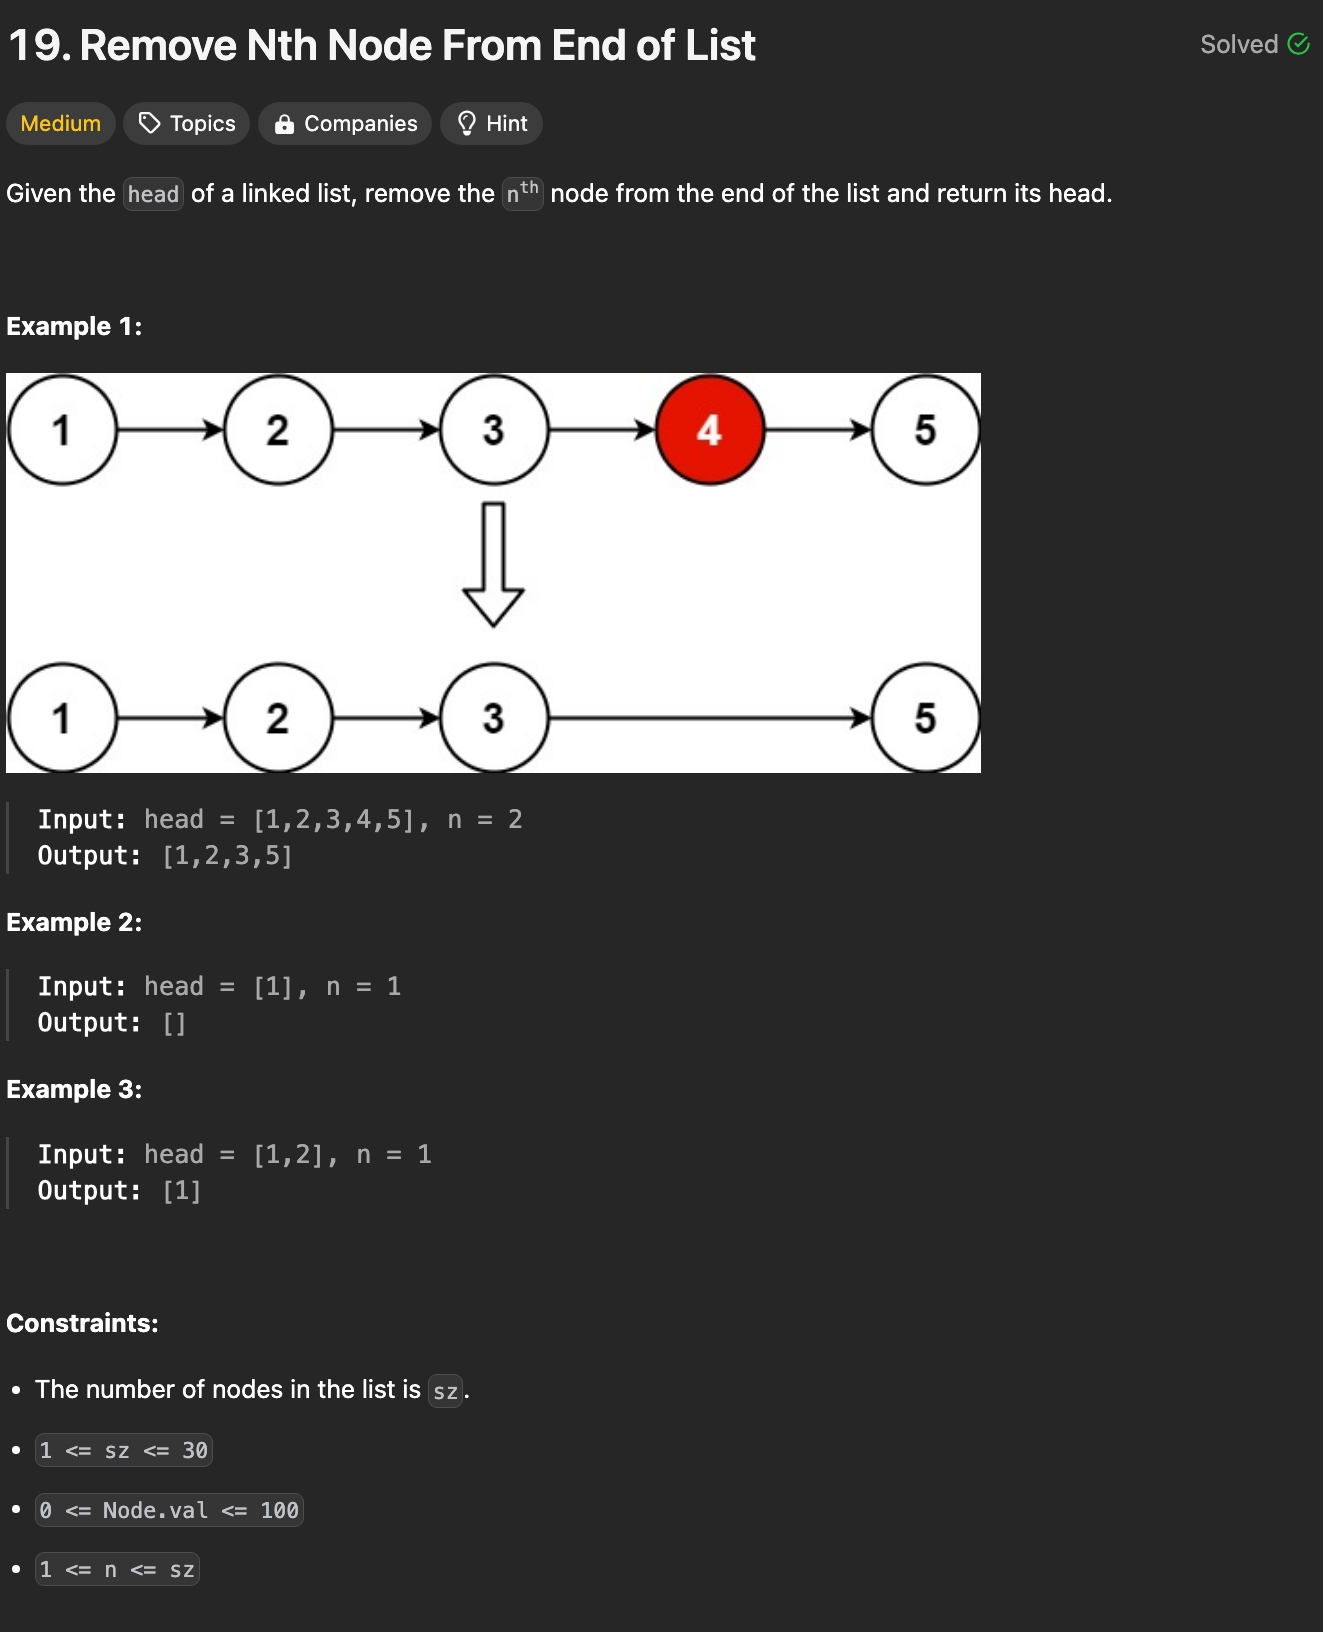 19. Remove Nth Node From End of List
Solved
Medium Topics Companies Hint
Given the head of a linked list, remove the nth node from the end of the list and return its head.
Example 1:
1 2 3 4 5
1 2 3 5
Input: head = [1,2,3,4,5], n = 2
Output: [1,2,3,5]
Example 2:
Input: head = [1], n = 1
Output: []
Example 3:
Input: head = [1,2], n = 1
Output: [1]
Constraints:
• The number of nodes in the list is sz.
• 1 <= sz <= 30
• 0 <= Node.val <= 100
• 1 <= n <= sz